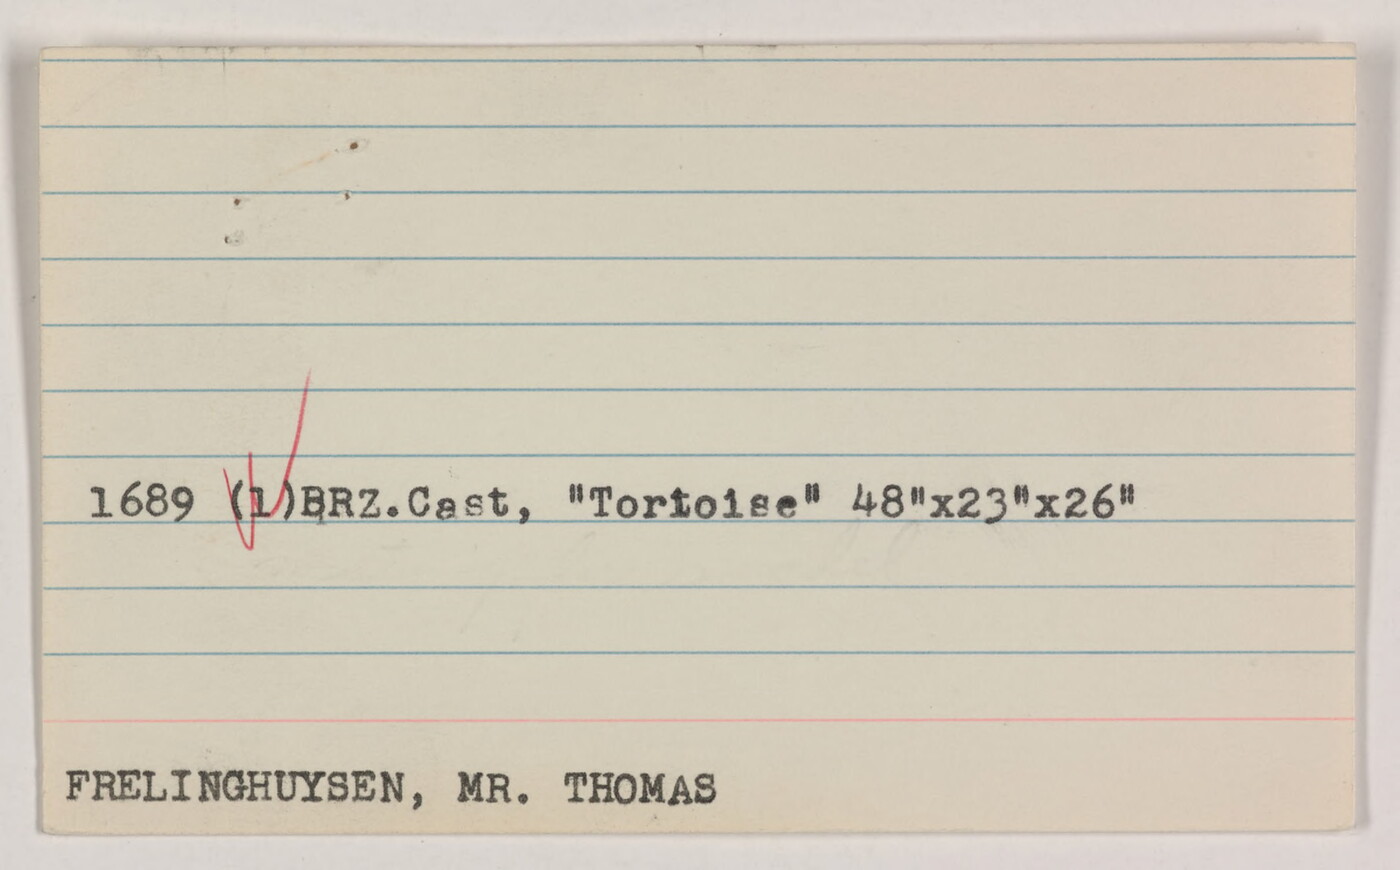 1689 (1)BRZ.Cast, "Tortoise" 48"x23"x26"
FRELINGHUYSEN, MR. THOMAS